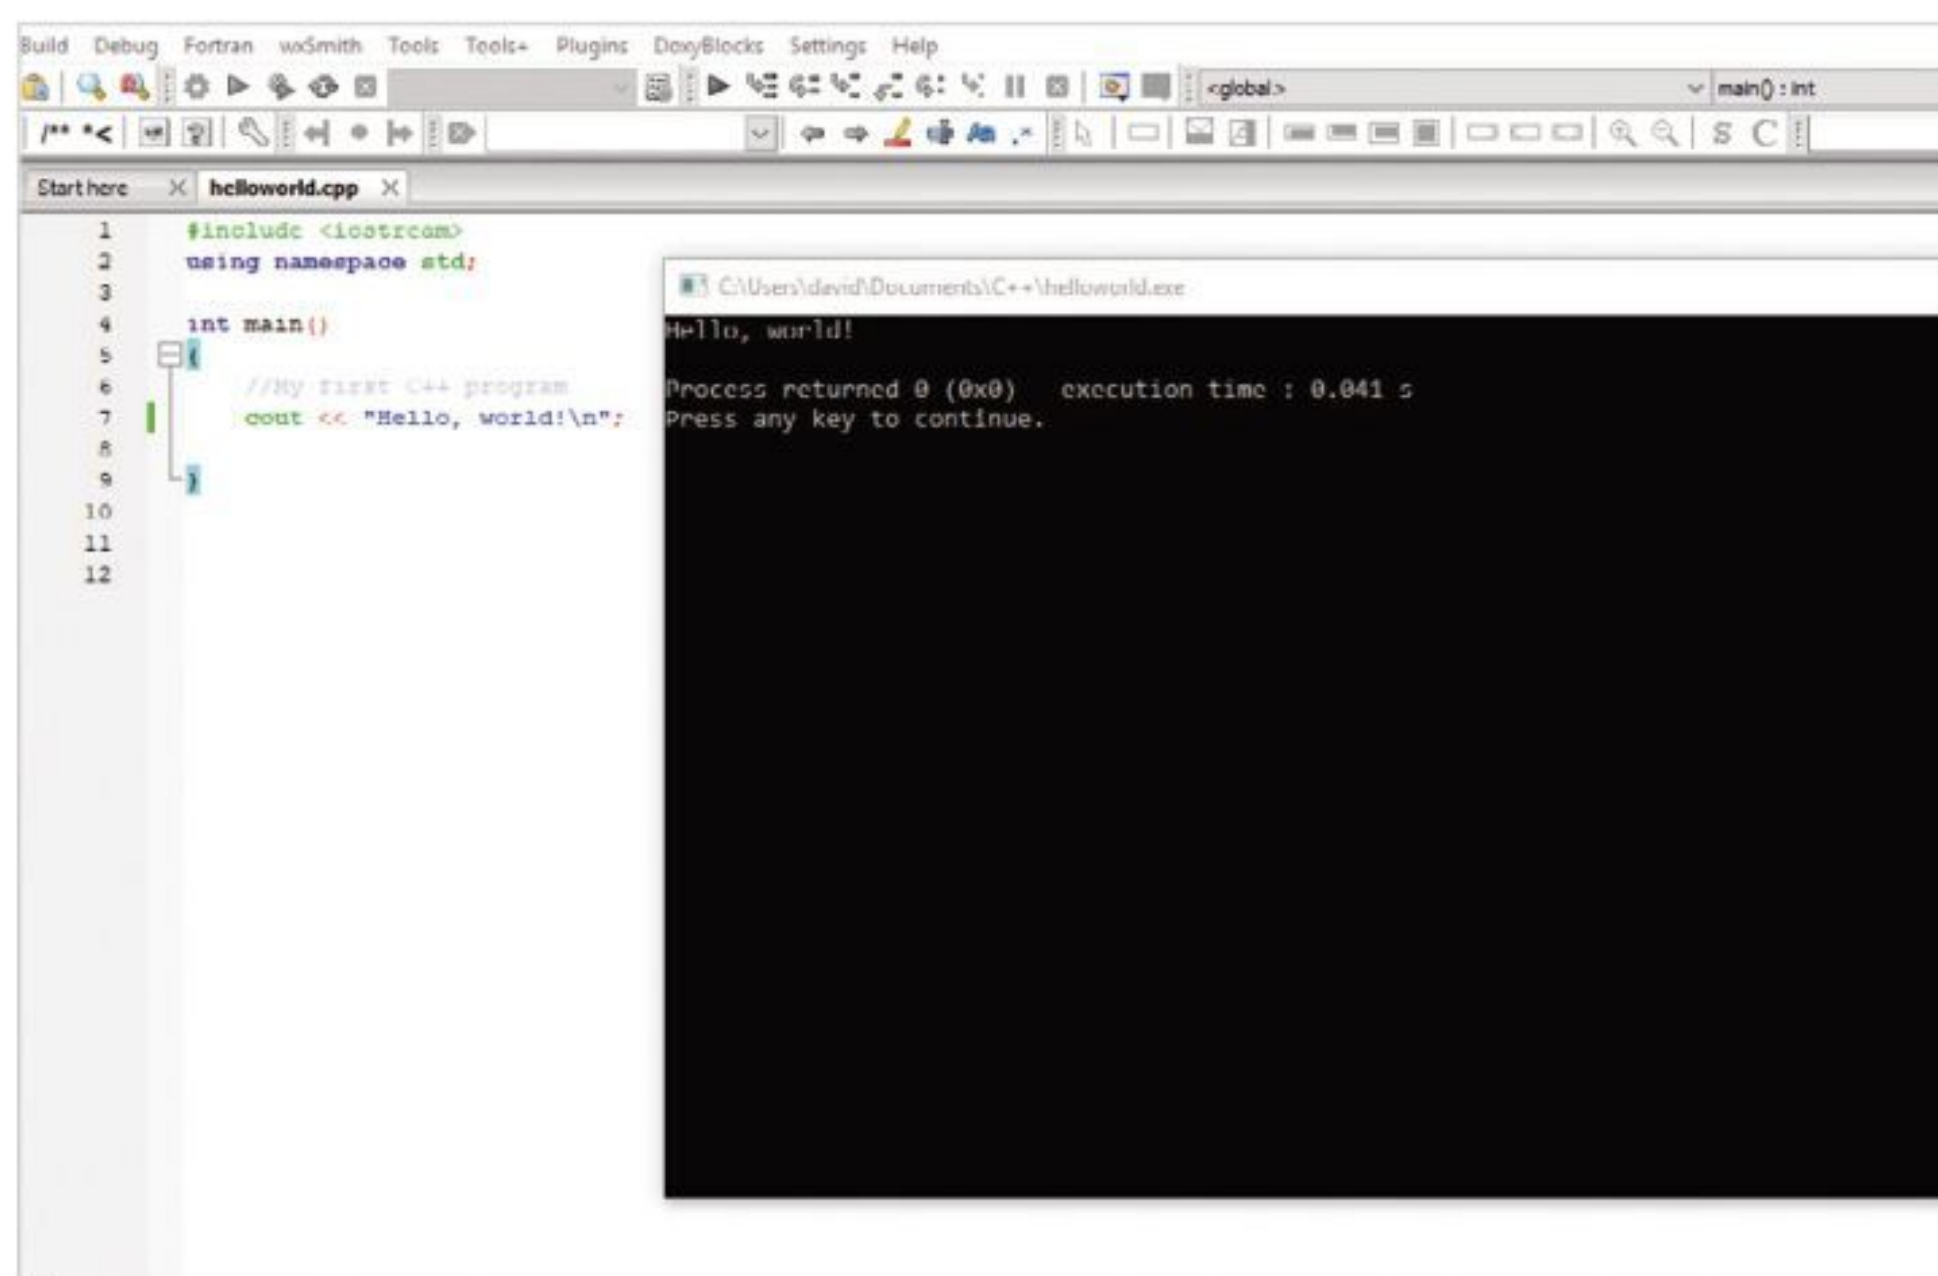 Build Debug Fortran wxSmith Tools Tools+ Plugins DoxyBlocks Settings Help
<global> main() : int
/** *<
S C
Start here helloworld.cpp
1 #include <iostream>
2 using namespace std;
3
4 int main()
5 {
6 //My first C++ program
7 cout << "Hello, world!\n";
8
9 }
10
11
12
C:\Users\david\Documents\C++\helloworld.exe
Hello, world!
Process returned 0 (0x0) execution time : 0.041 s
Press any key to continue.